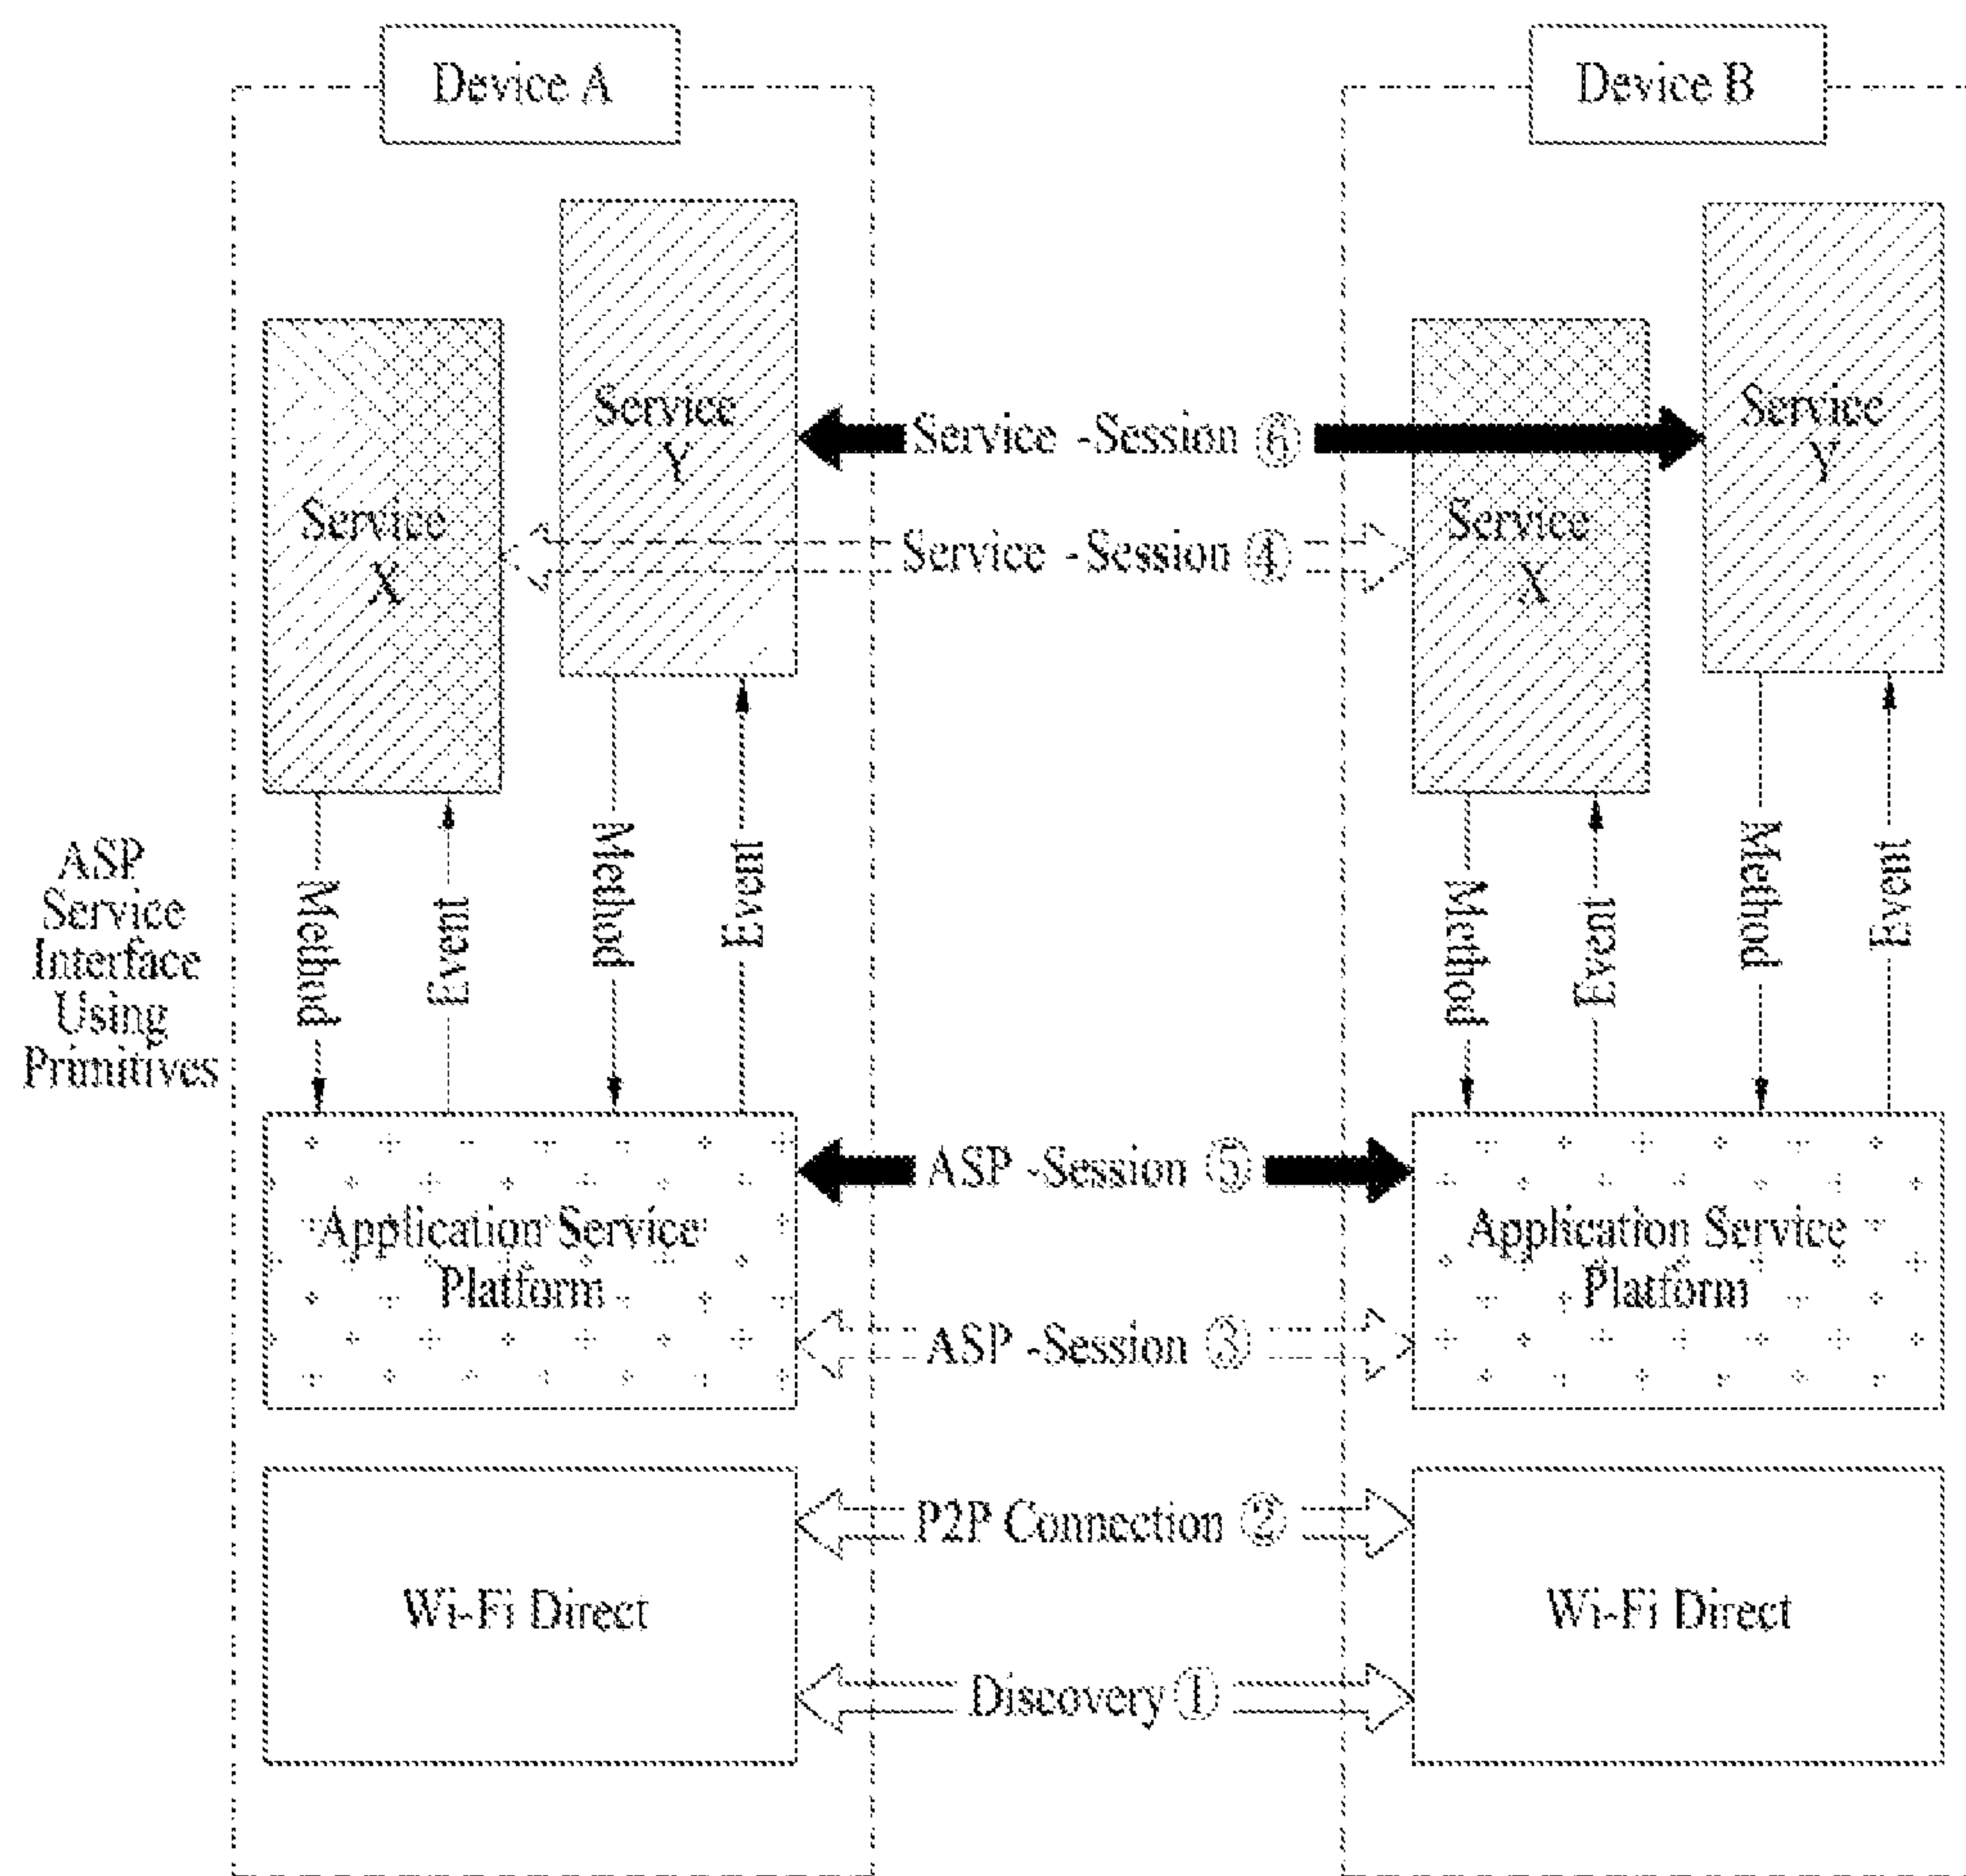 Device A
Device B
Service
Y
Service
Y
Service -Session ⑥
Service
X
Service
X
Service -Session ④
ASP
Service
Interface
Using
Primitives
Method
Event
Method
Event
Method
Event
Method
Event
ASP -Session ⑤
Application Service
Platform
Application Service
Platform
ASP -Session ③
P2P Connection ②
Wi-Fi Direct
Wi-Fi Direct
Discovery ①